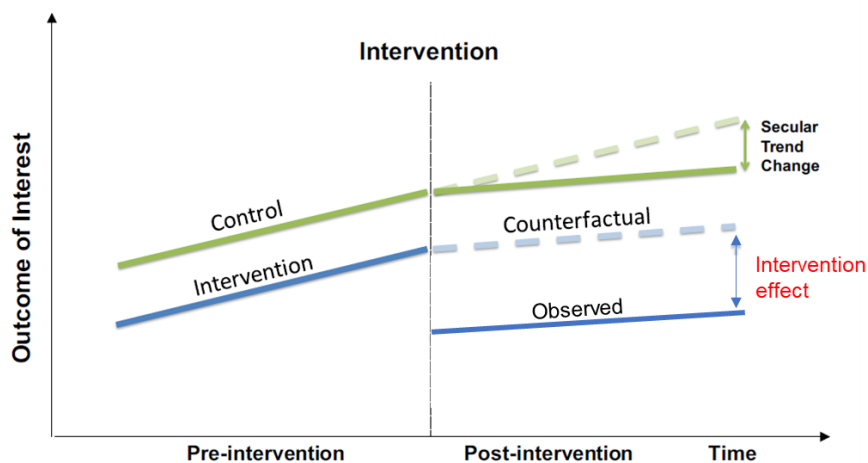 Intervention
Outcome of Interest
Secular
Trend
Change
Control
Counterfactual
Intervention
Intervention
effect
Observed
Pre-intervention
Post-intervention
Time